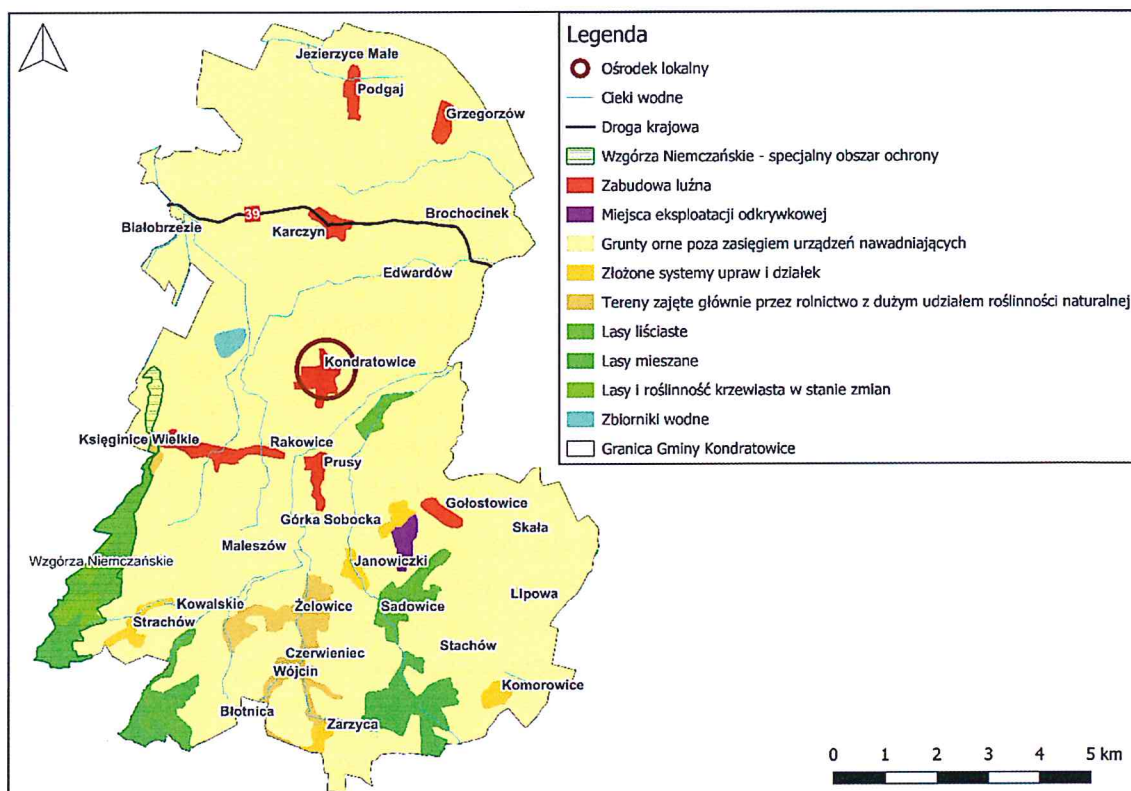 Legenda
Ośrodek lokalny
Cieki wodne
Droga krajowa
Wzgórza Niemczańskie - specjalny obszar ochrony
Zabudowa luźna
Miejsca eksploatacji odkrywkowej
Grunty orne poza zasięgiem urządzeń nawadniających
Złożone systemy upraw i działek
Tereny zajęte głównie przez rolnictwo z dużym udziałem roślinności naturalnej
Lasy liściaste
Lasy mieszane
Lasy i roślinność krzewiasta w stanie zmian
Zbiorniki wodne
Granica Gminy Kondratowice
Jezierzyce Małe
Podgaj
Grzegorzów
Białobrzezie
39
Karczyn
Brochocinek
Edwardów
Kondratowice
Księginice Wielkie
Rakowice
Prusy
Gołostowice
Górka Sobocka
Skała
Maleszów
Janowiczki
Wzgórza Niemczańskie
Lipowa
Kowalskie
Żelowice
Sadowice
Strachów
Stachów
Czerwieniec
Wójcin
Komorowice
Błotnica
Zarzyca
0 1 2 3 4 5 km